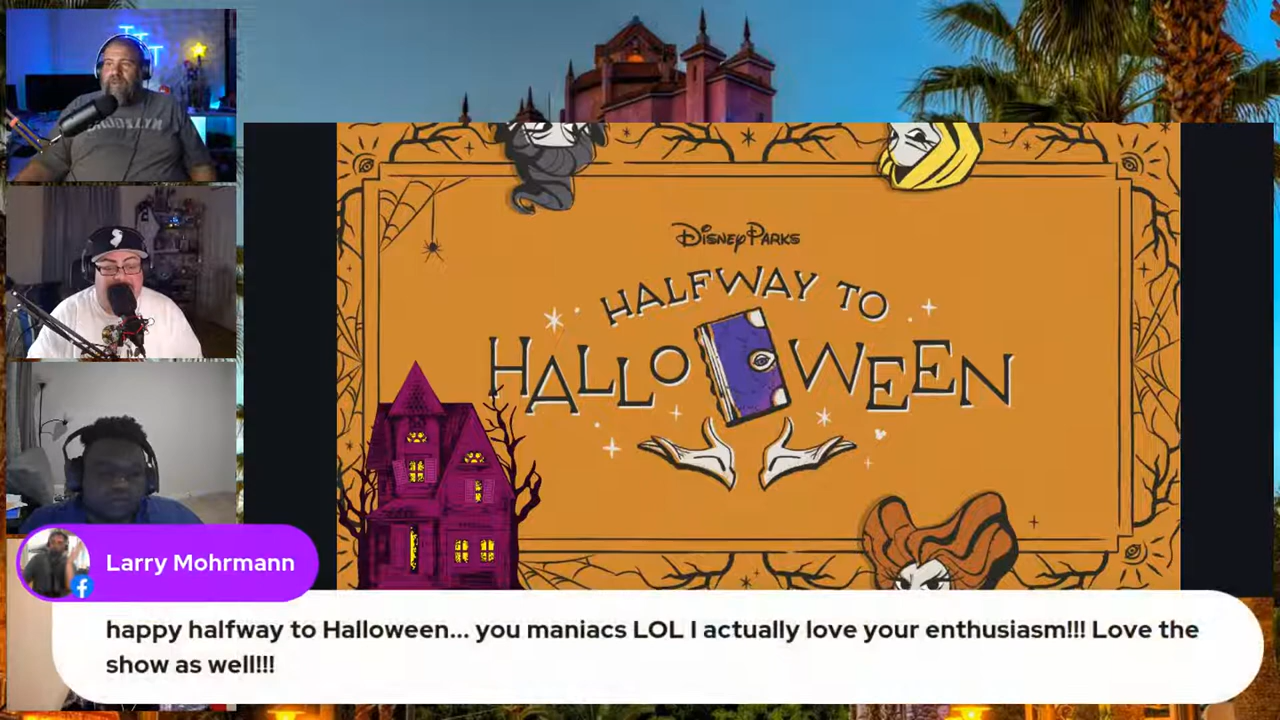 DISNEY PARKS
HALFWAY TO
HALLOWEEN
Larry Mohrmann
happy halfway to Halloween... you maniacs LOL I actually love your enthusiasm!!! Love the
show as well!!!